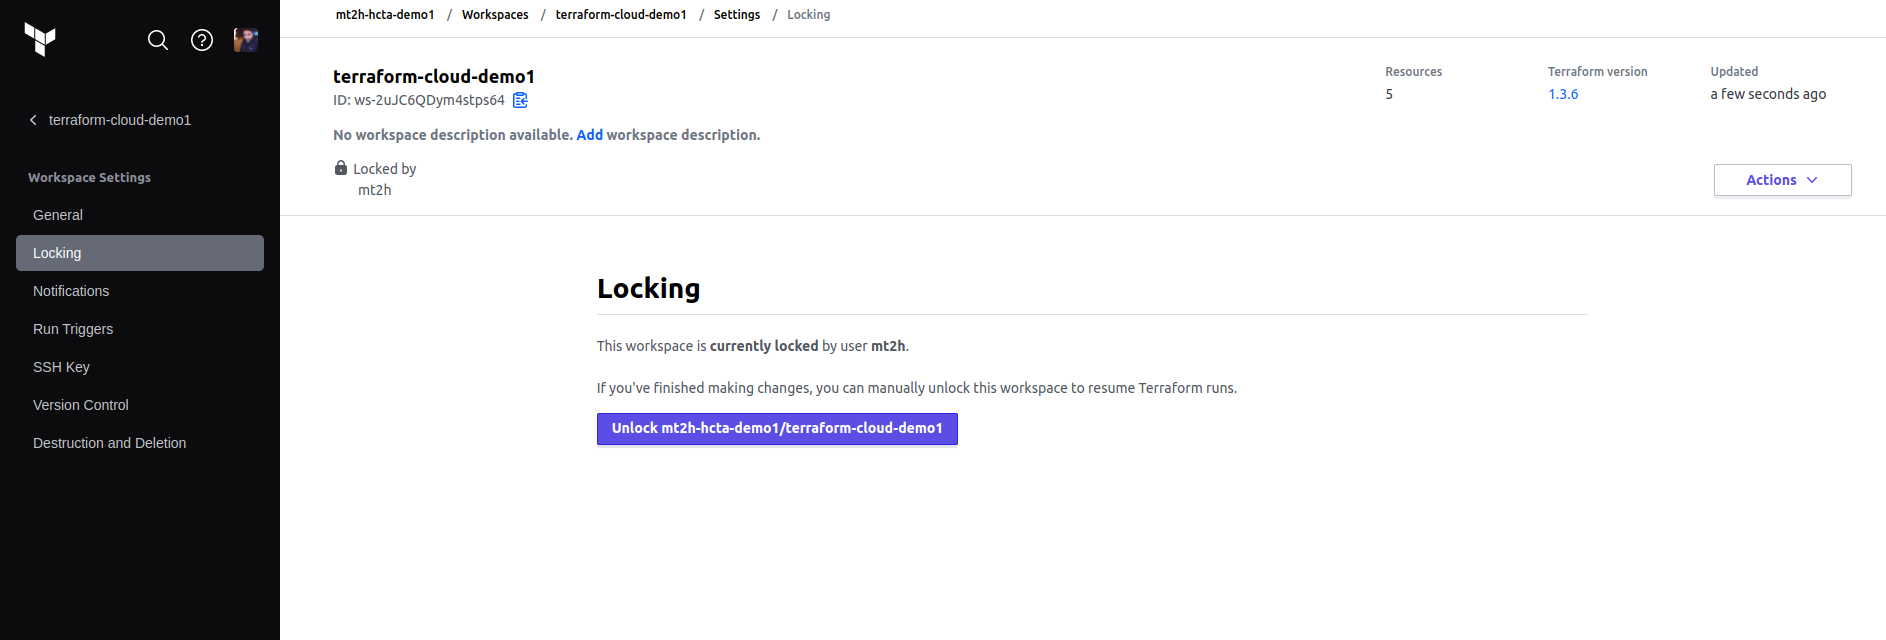 mt2h-hcta-demo1 / Workspaces / terraform-cloud-demo1 / Settings / Locking
terraform-cloud-demo1
Workspace Settings
General
Locking
Notifications
Run Triggers
SSH Key
Version Control
Destruction and Deletion
terraform-cloud-demo1
ID: ws-2uJC6QDym4stps64
No workspace description available. Add workspace description.
Locked by
mt2h
Resources
5
Terraform version
1.3.6
Updated
a few seconds ago
Actions
Locking
This workspace is currently locked by user mt2h.
If you've finished making changes, you can manually unlock this workspace to resume Terraform runs.
Unlock mt2h-hcta-demo1/terraform-cloud-demo1